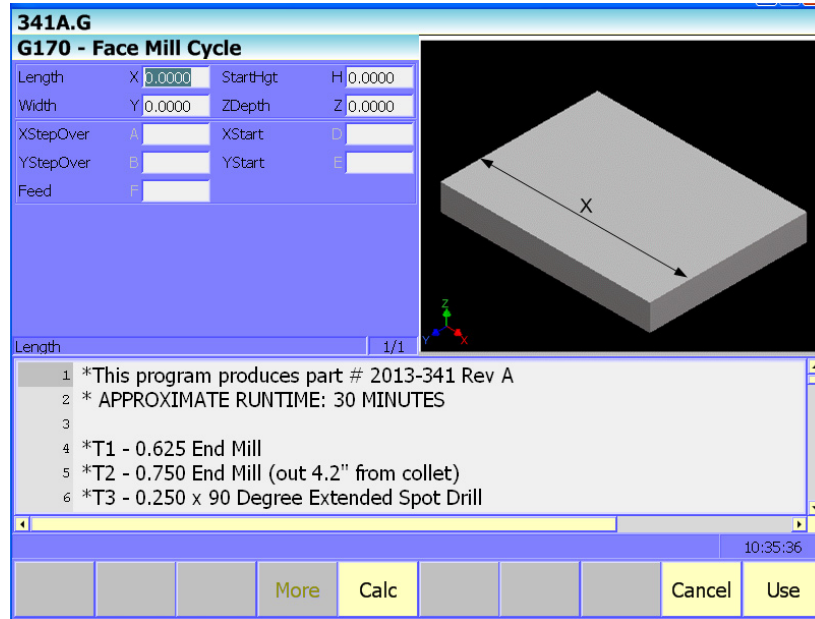 341A.G
G170 - Face Mill Cycle
Length X 0.0000 StartHgt H 0.0000
Width Y 0.0000 ZDepth Z 0.0000
XStepOver A XStart D
YStepOver B YStart E
Feed F
X
Z
Y X
Length 1/1
1 *This program produces part # 2013-341 Rev A
2 * APPROXIMATE RUNTIME: 30 MINUTES
3
4 *T1 - 0.625 End Mill
5 *T2 - 0.750 End Mill (out 4.2" from collet)
6 *T3 - 0.250 x 90 Degree Extended Spot Drill
10:35:36
More Calc Cancel Use